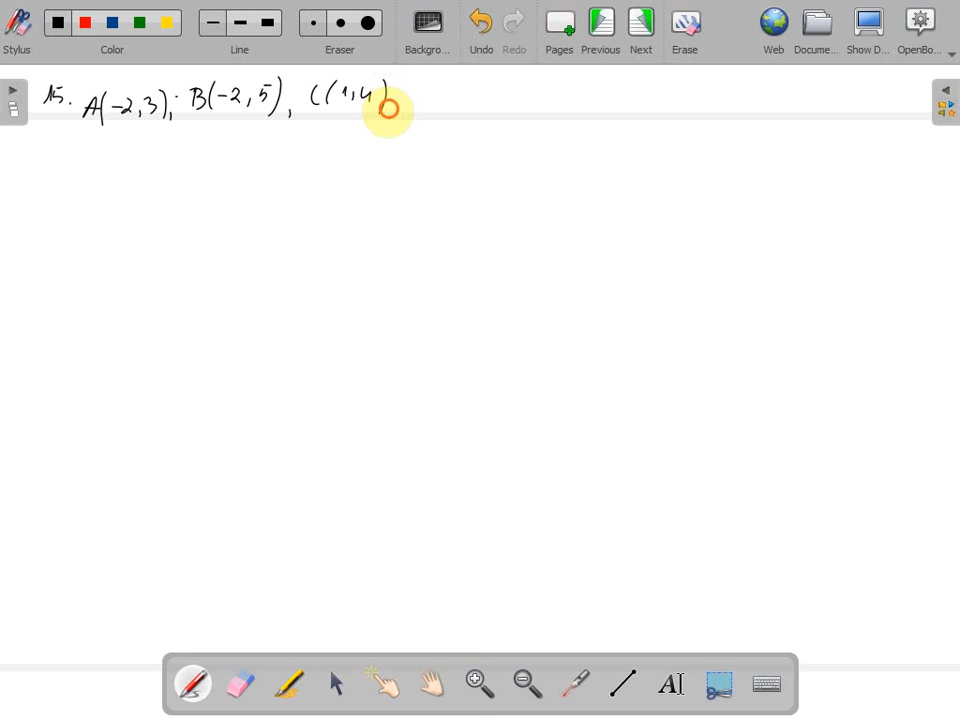 Stylus
Color
Line
Eraser
Backgro...
Undo
Redo
Pages
Previous
Next
Erase
Web
Docume...
Show D...
OpenBo...
15. A(-2,3); B(-2,5), C(1,4)
A